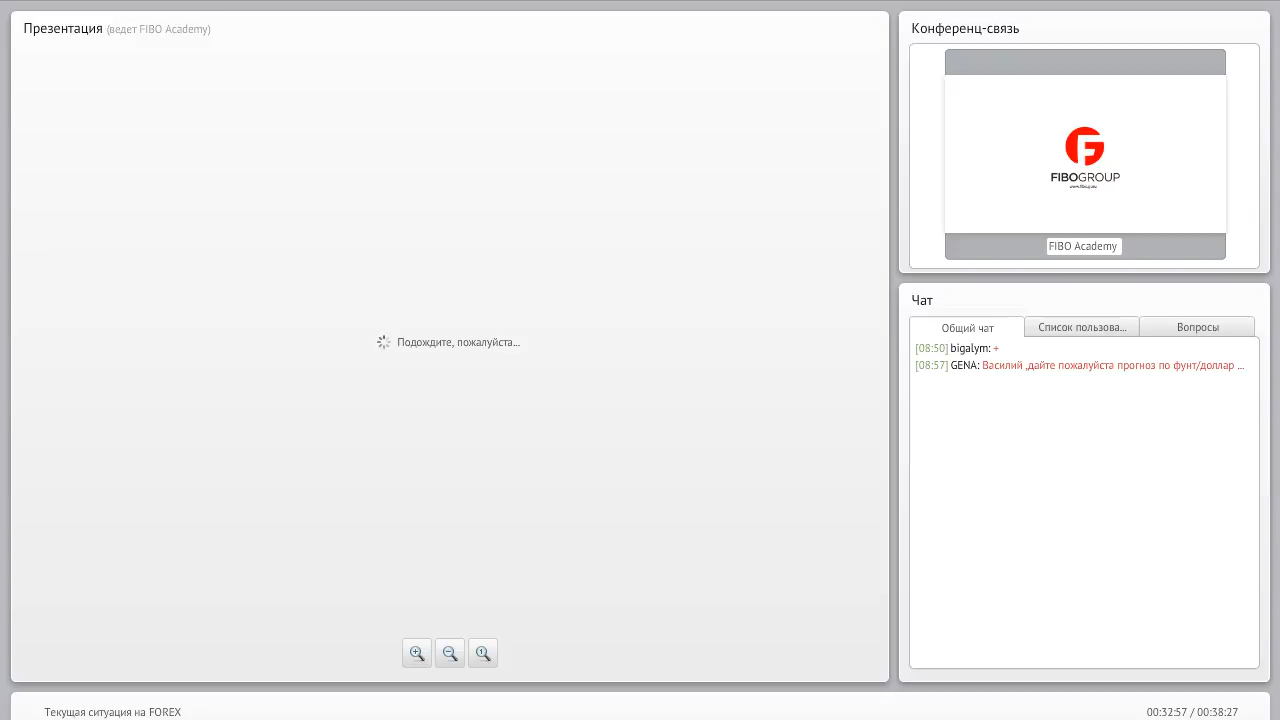 Презентация (ведет FIBO Academy)
Подождите, пожалуйста...
Конференц-связь
FIBOGROUP
FIBO Academy
Чат
Общий чат
Список пользова...
Вопросы
[08:50] bigalym: +
[08:57] GENA: Василий ,дайте пожалуйста прогноз по фунт/доллар ...
Текущая ситуация на FOREX
00:32:57 / 00:38:27